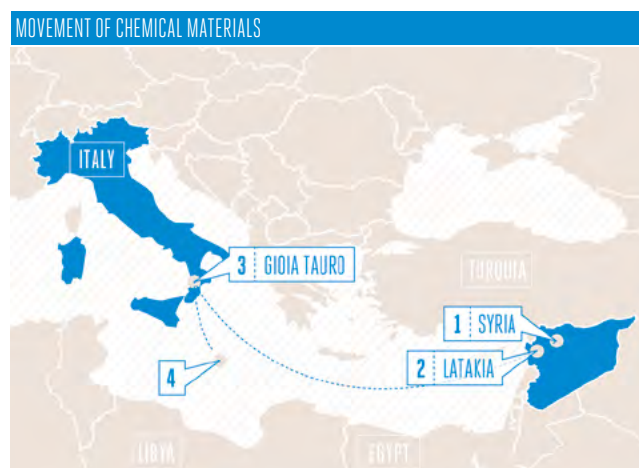 MOVEMENT OF CHEMICAL MATERIALS
ITALY
3 GIOIA TAURO
TURQUIA
1 SYRIA
2 LATAKIA
4
LIBYA
EGYPT